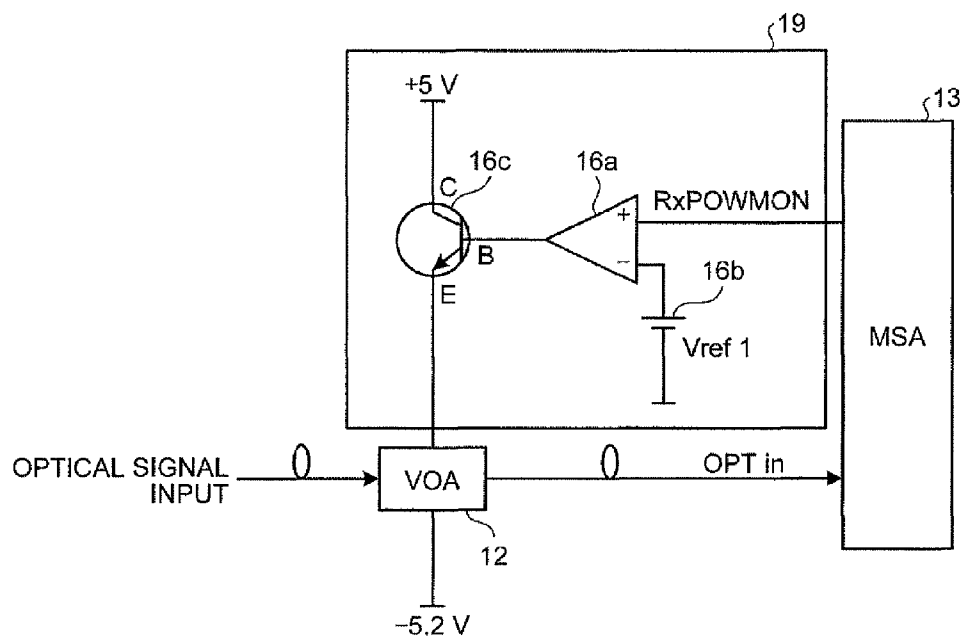 19
+5 V
13
16c
16a
C
RxPOWMON
+
B
−
16b
E
Vref 1
MSA
OPTICAL SIGNAL
INPUT
VOA
OPT in
12
−5.2 V